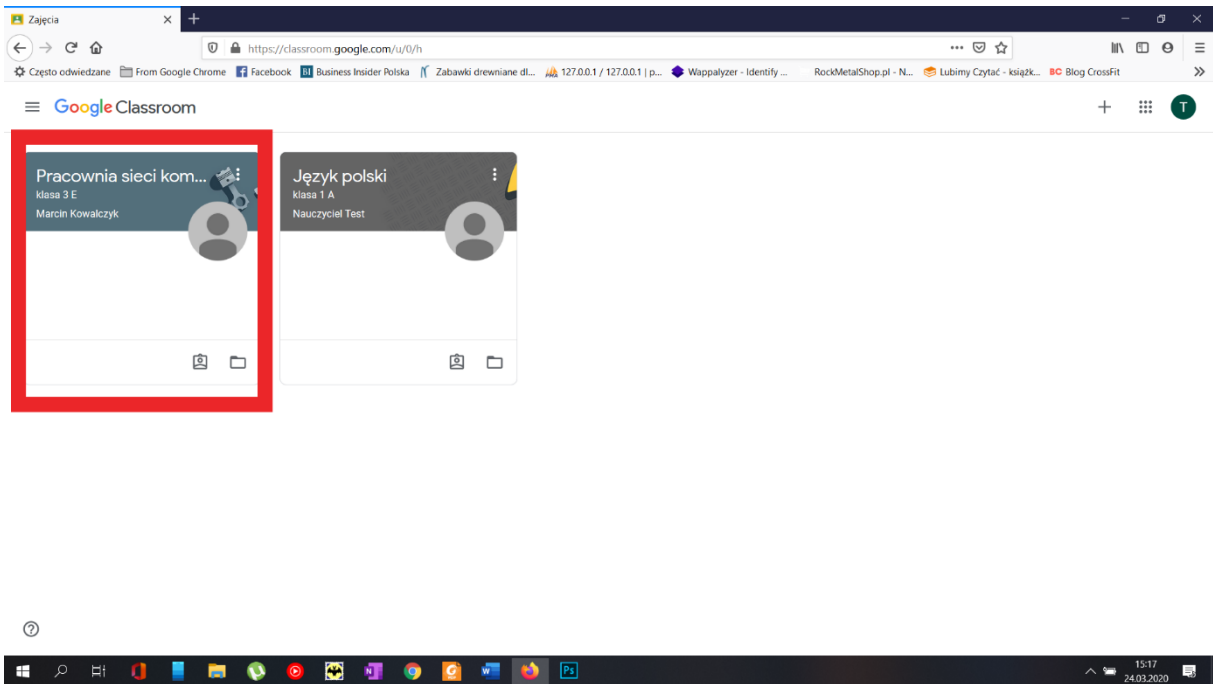 Zajęcia
https://classroom.google.com/u/0/h
Często odwiedzane From Google Chrome Facebook BI Business Insider Polska Zabawki drewniane dl... 127.0.0.1 / 127.0.0.1 | p... Wappalyzer - Identify ... RockMetalShop.pl - N... Lubimy Czytać - książk... BC Blog CrossFit
Google Classroom
T
Pracownia sieci kom...
klasa 3 E
Marcin Kowalczyk
Język polski
klasa 1 A
Nauczyciel Test
15:17
24.03.2020